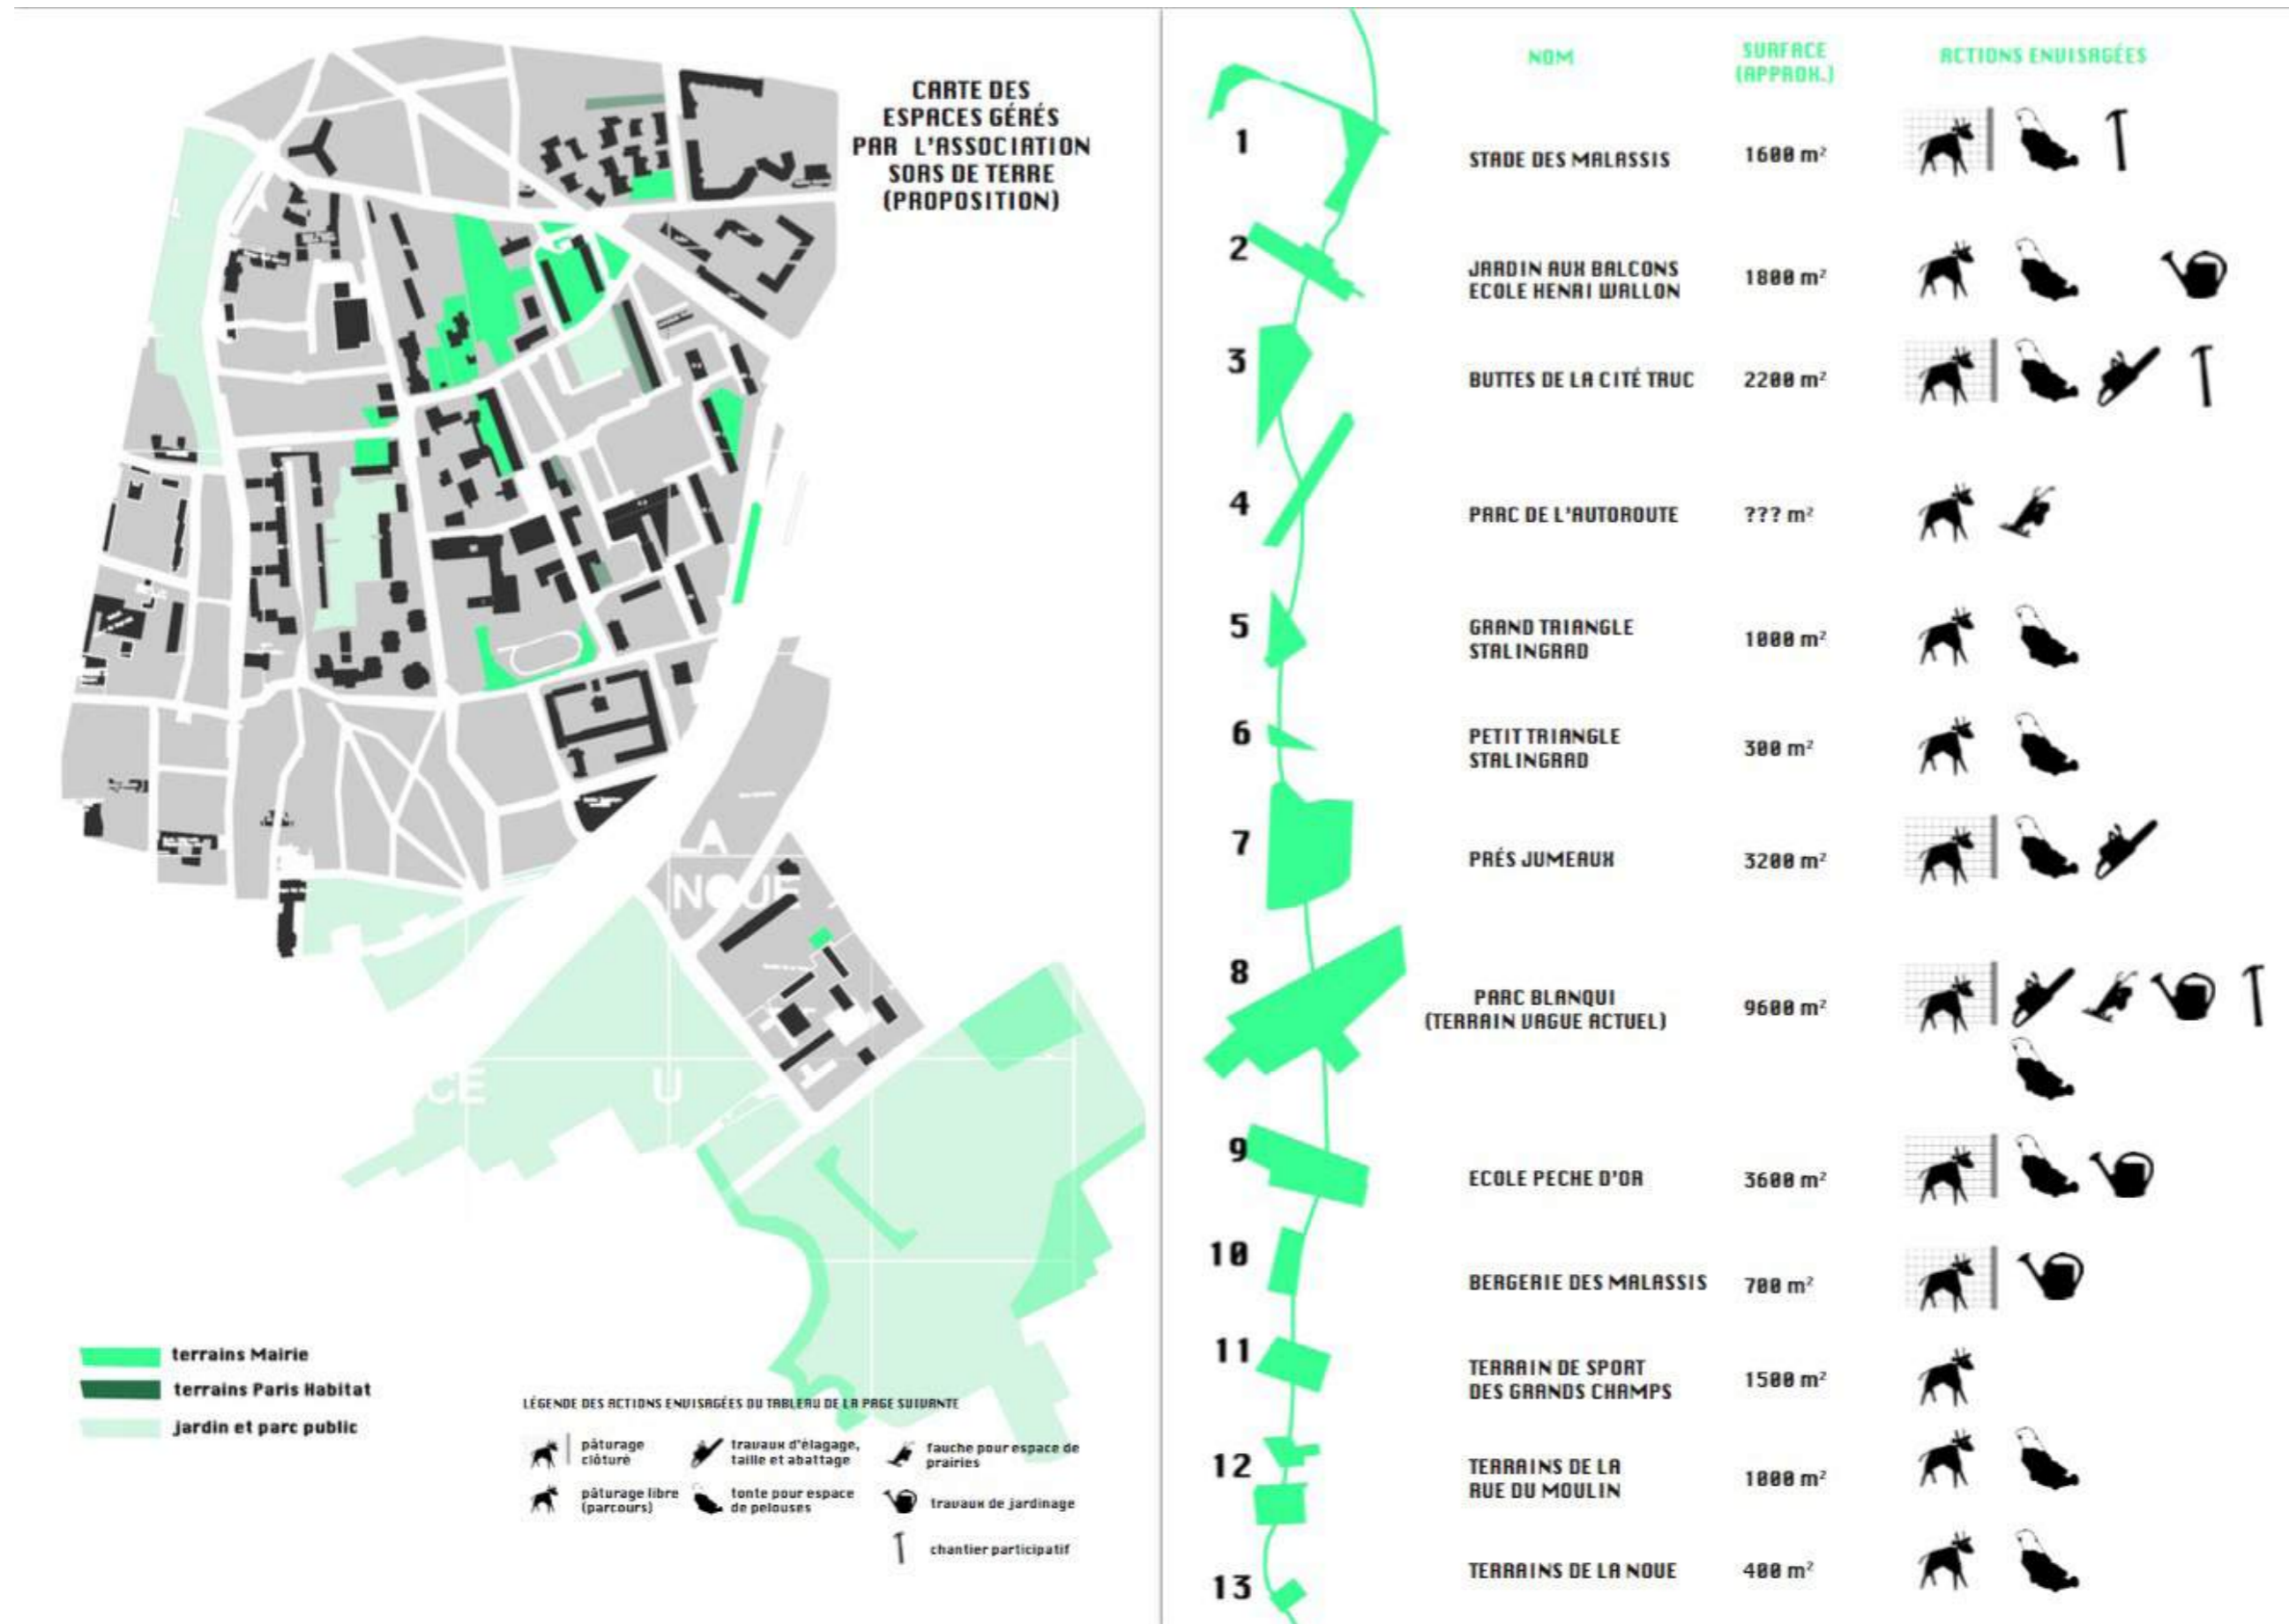 CARTE DES
ESPACES GÉRÉS
PAR L'ASSOCIATION
SORS DE TERRE
(PROPOSITION)
LA
NOUE
CE
U
terrains Mairie
terrains Paris Habitat
jardin et parc public
LÉGENDE DES ACTIONS ENVISAGÉES DU TABLEAU DE LA PAGE SUIVANTE
pâturage
clôturé
travaux d'élagage,
taille et abattage
fauche pour espace de
prairies
pâturage libre
(parcours)
tonte pour espace
de pelouses
travaux de jardinage
chantier participatif
NOM
SURFACE
(APPROX.)
ACTIONS ENVISAGÉES
1
STADE DES MALASSIS
1600 m²
2
JARDIN AUX BALCONS
ECOLE HENRI WALLON
1800 m²
3
BUTTES DE LA CITÉ TRUC
2200 m²
4
PARC DE L'AUTOROUTE
??? m²
5
GRAND TRIANGLE
STALINGRAD
1000 m²
6
PETIT TRIANGLE
STALINGRAD
300 m²
7
PRÉS JUMEAUX
3200 m²
8
PARC BLANQUI
(TERRAIN VAGUE ACTUEL)
9600 m²
9
ECOLE PECHE D'OR
3600 m²
10
BERGERIE DES MALASSIS
700 m²
11
TERRAIN DE SPORT
DES GRANDS CHAMPS
1500 m²
12
TERRAINS DE LA
RUE DU MOULIN
1000 m²
13
TERRAINS DE LA NOUE
400 m²